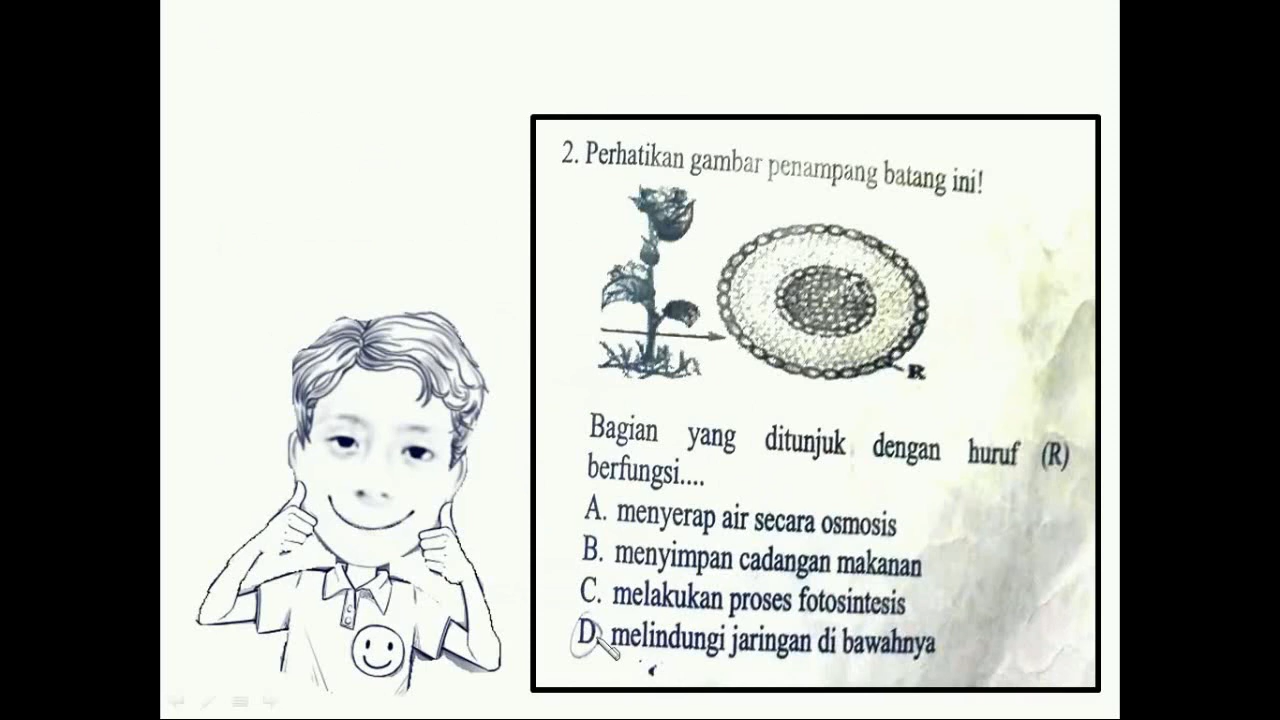 2. Perhatikan gambar penampang batang ini!
R
Bagian yang ditunjuk dengan huruf (R)
berfungsi....
A. menyerap air secara osmosis
B. menyimpan cadangan makanan
C. melakukan proses fotosintesis
D. melindungi jaringan di bawahnya